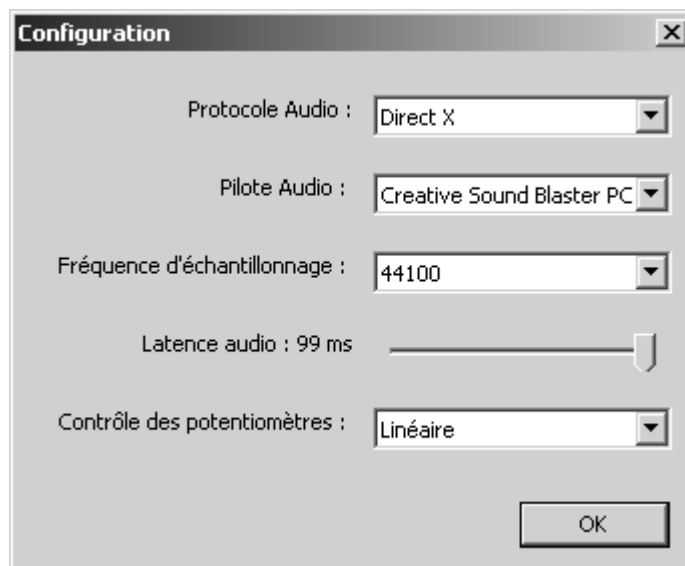 Configuration
Protocole Audio : Direct X
Pilote Audio : Creative Sound Blaster PC
Fréquence d'échantillonnage : 44100
Latence audio : 99 ms
Contrôle des potentiomètres : Linéaire
OK